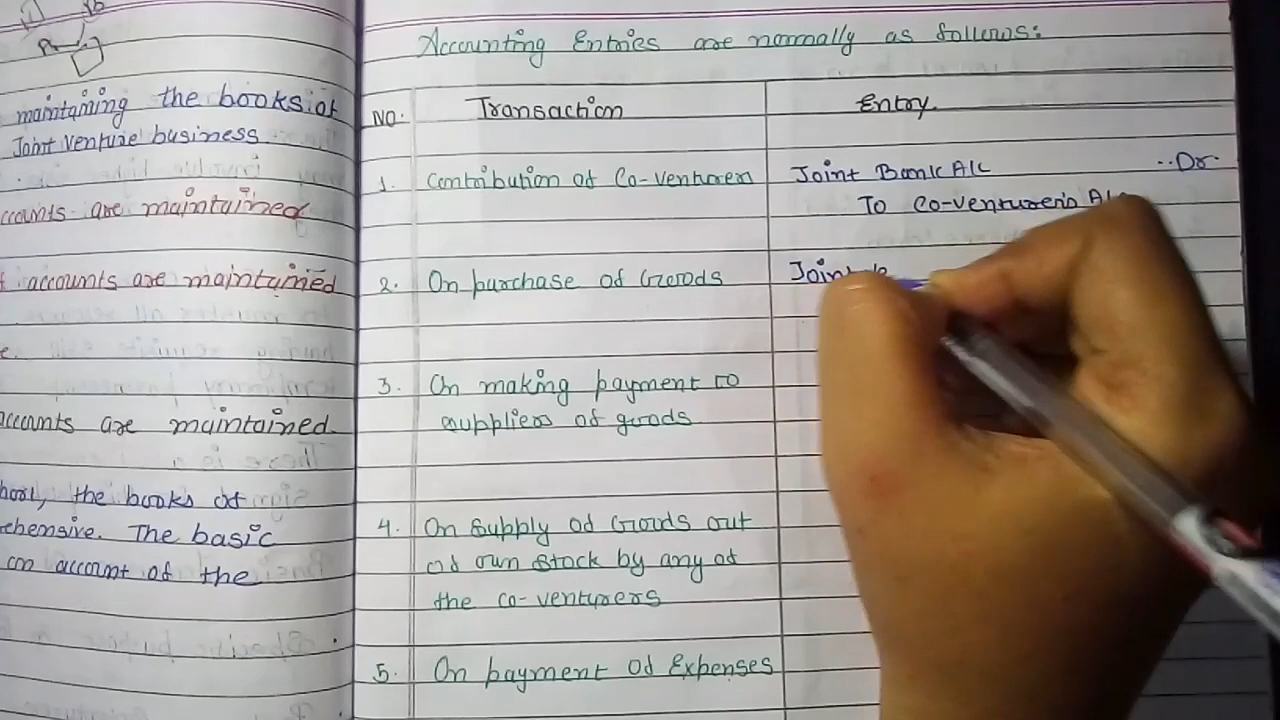 maintaining the books of
Joint Venture business
ccounts are maintained
accounts are maintained
e.
accounts are maintained
the books of
ehensive. The basic
on account of the
Accounting Entries are normally as follows:
NO. Transaction Entry
1. Contribution of Co-venturers Joint Bank A/c ..Dr.
To Co-venturer's A/c
2. On purchase of Goods Joint
3. On making payment to
suppliers of goods
4. On Supply of Goods out
of own stock by any of
the co-venturers
5. On payment of Expenses